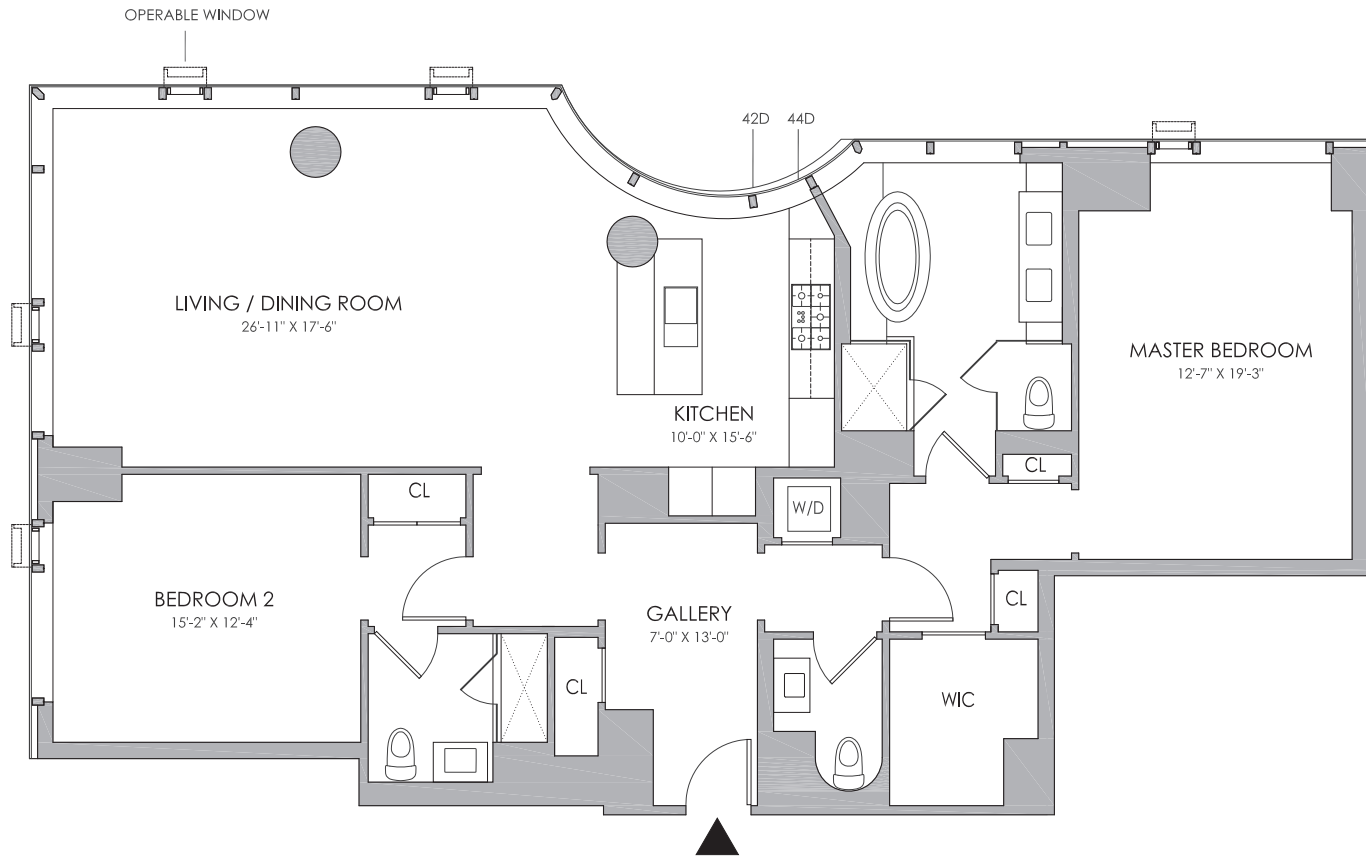 OPERABLE WINDOW
42D 44D
LIVING / DINING ROOM
26'-11" X 17'-6"
MASTER BEDROOM
12'-7" X 19'-3"
KITCHEN
10'-0" X 15'-6"
CL
CL
W/D
BEDROOM 2
15'-2" X 12'-4"
GALLERY
7'-0" X 13'-0"
CL
CL
WIC